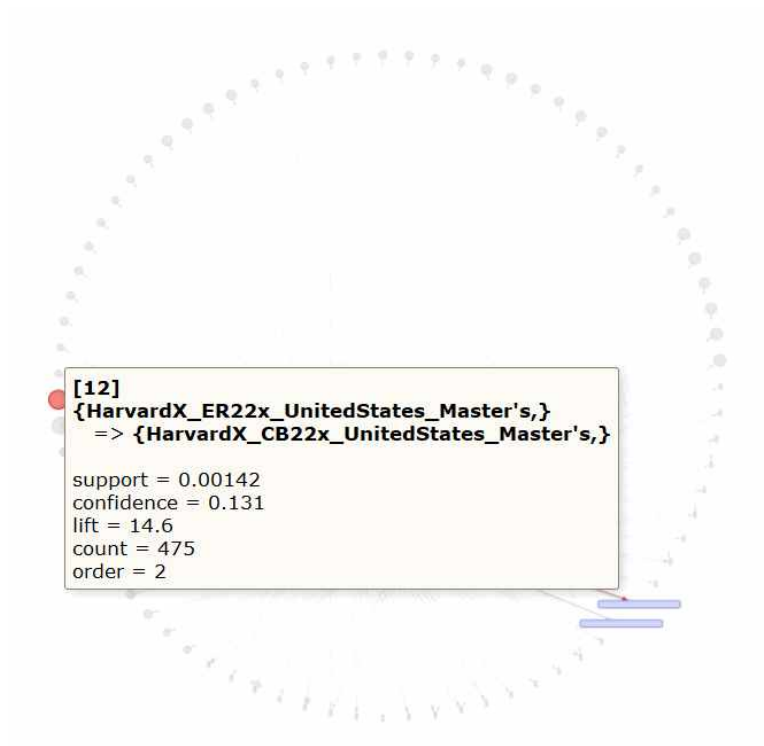 [12]
{HarvardX_ER22x_UnitedStates_Master's,}
=> {HarvardX_CB22x_UnitedStates_Master's,}
support = 0.00142
confidence = 0.131
lift = 14.6
count = 475
order = 2